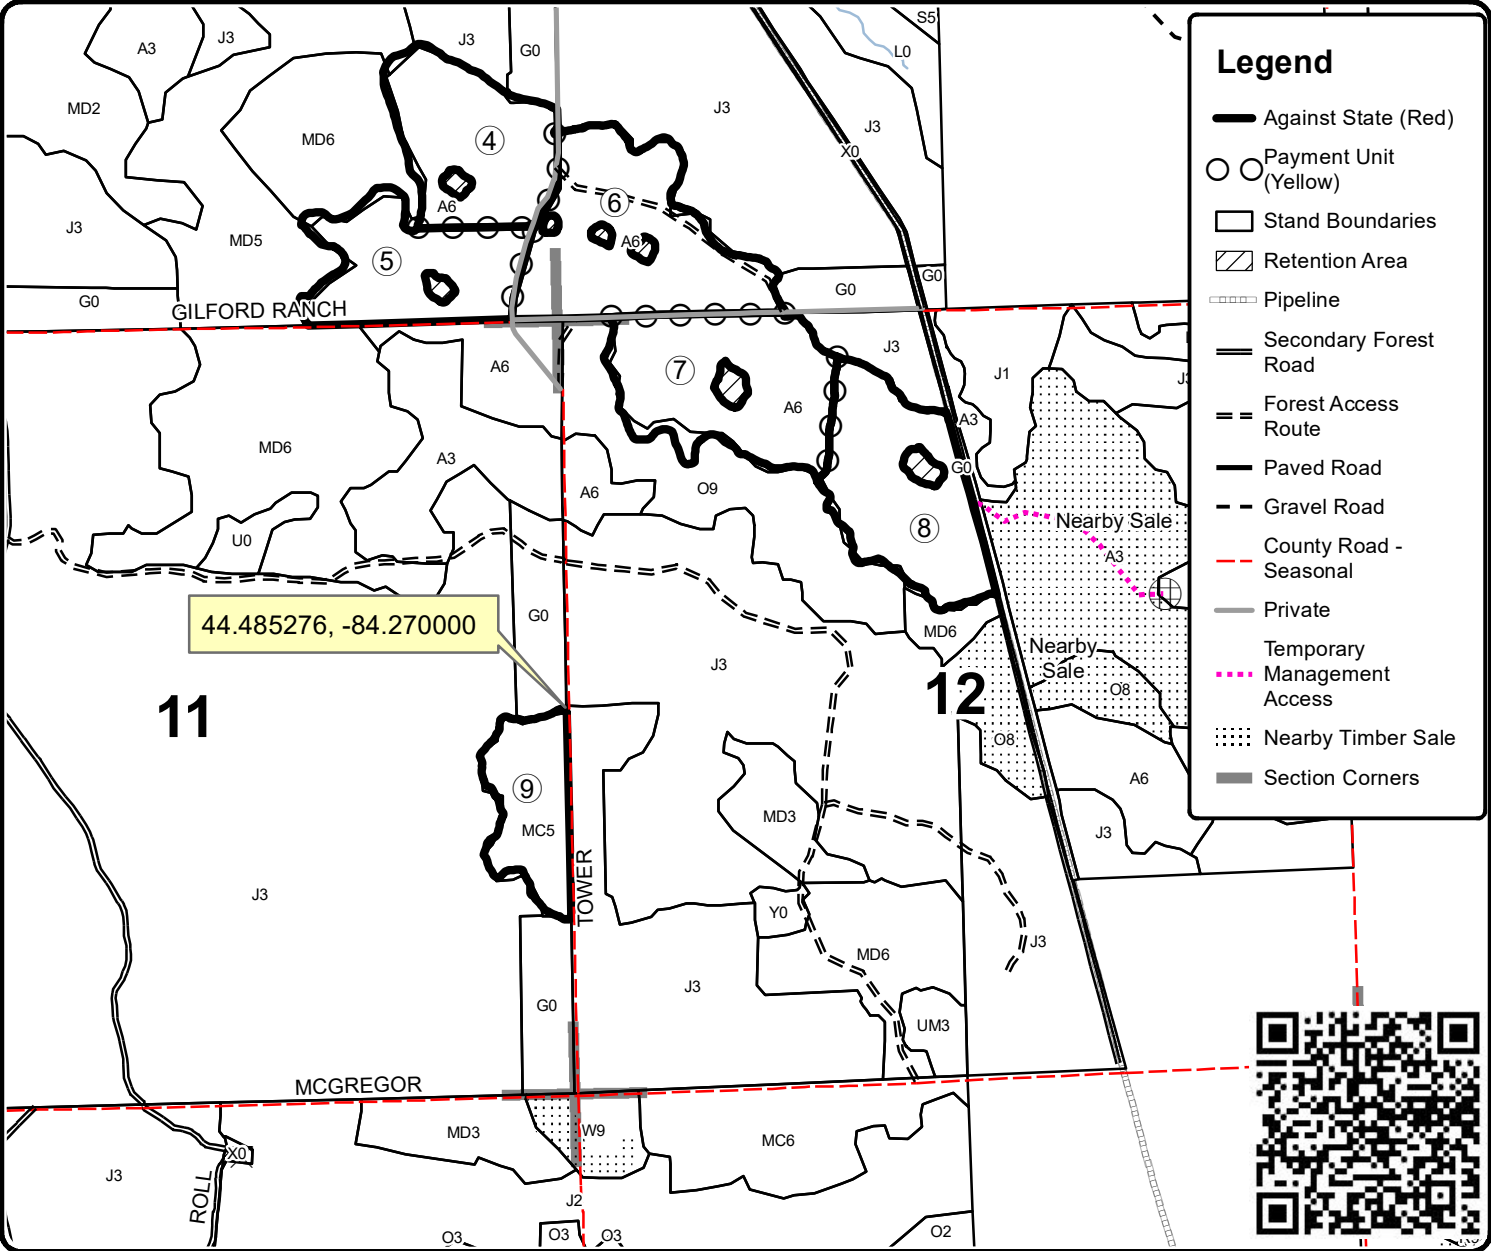 S5
A3
J3
J3
G0
L0
MD2
J3
J3
MD6
4
X0
A6
6
J3
MD5
A6
5
G0
G0
G0
GILFORD RANCH
J3
A6
7
J1
A6
A3
MD6
A3
G0
A6
O9
Nearby Sale
8
U0
A3
G0
44.485276, -84.270000
MD6
Nearby
Sale
J3
11
12
O8
O8
9
A6
MC5
MD3
J3
TOWER
J3
Y0
J3
MD6
J3
G0
UM3
MCGREGOR
MD3
W9
MC6
X0
J3
ROLL
J2
O3
O3
O3
O2
Legend
Against State (Red)
Payment Unit
(Yellow)
Stand Boundaries
Retention Area
Pipeline
Secondary Forest
Road
Forest Access
Route
Paved Road
Gravel Road
County Road -
Seasonal
Private
Temporary
Management
Access
Nearby Timber Sale
Section Corners